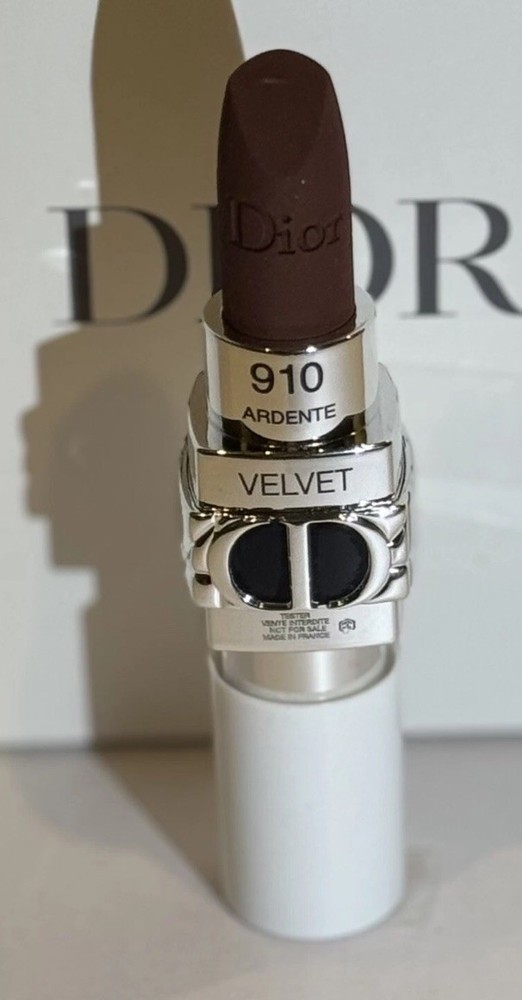 DIOR
Dior
910
ARDENTE
VELVET
TESTER
VENTE INTERDITE
NOT FOR SALE
MADE IN FRANCE